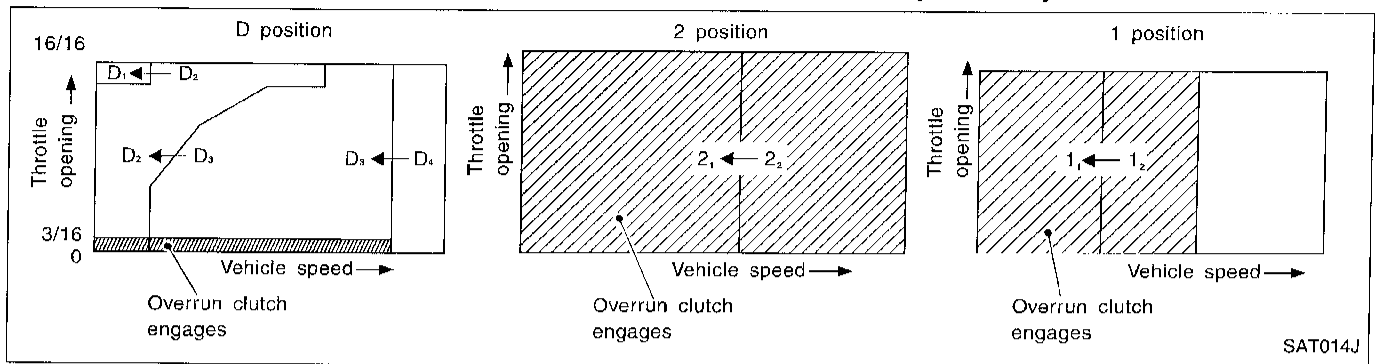 D position
16/16
D₁ ← D₂
Throttle opening →
D₂ ← D₃
D₃ ← D₄
3/16
0
Vehicle speed →
Overrun clutch
engages
2 position
Throttle opening →
2₁ ← 2₂
Vehicle speed →
Overrun clutch
engages
1 position
Throttle opening →
1₁ ← 1₂
Vehicle speed →
Overrun clutch
engages
SAT014J